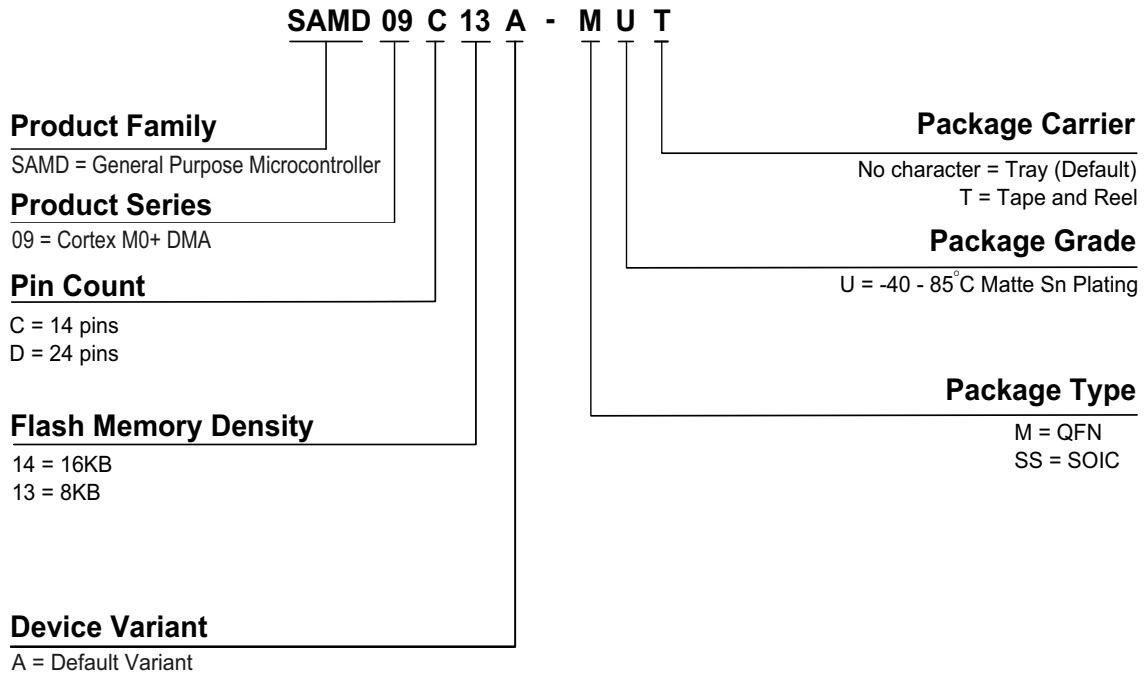 SAMD 09 C 13 A - M U T
Product Family
SAMD = General Purpose Microcontroller
Product Series
09 = Cortex M0+ DMA
Pin Count
C = 14 pins
D = 24 pins
Flash Memory Density
14 = 16KB
13 = 8KB
Device Variant
A = Default Variant
Package Carrier
No character = Tray (Default)
T = Tape and Reel
Package Grade
U = -40 - 85°C Matte Sn Plating
Package Type
M = QFN
SS = SOIC